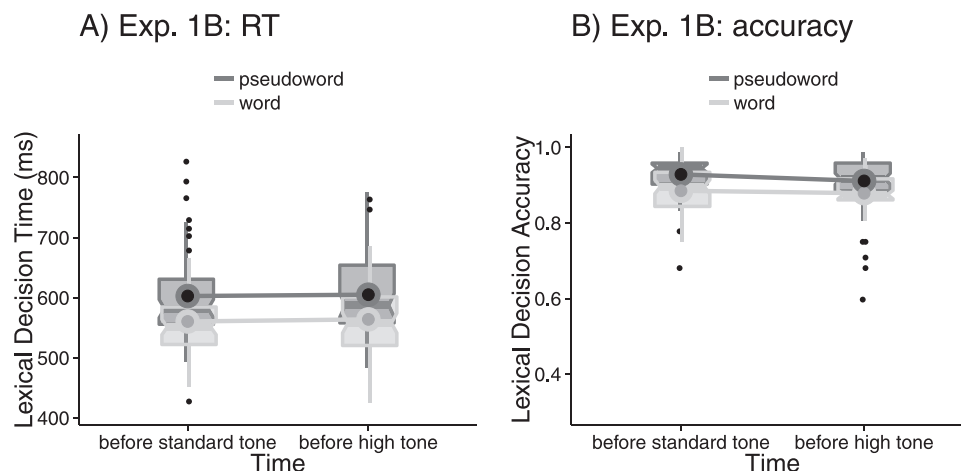 A) Exp. 1B: RT
pseudoword
word
Lexical Decision Time (ms)
800
700
600
500
400
before standard tone
before high tone
Time
B) Exp. 1B: accuracy
pseudoword
word
Lexical Decision Accuracy
1.0
0.8
0.6
0.4
before standard tone
before high tone
Time